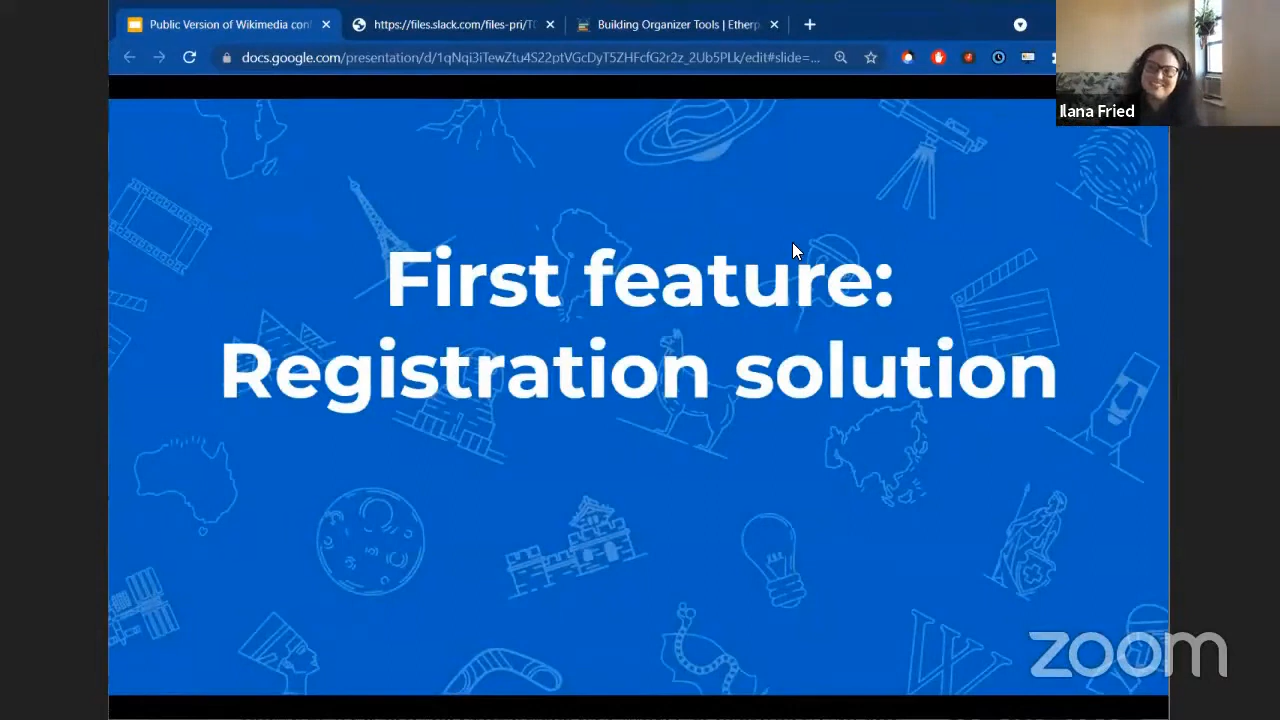 Public Version of Wikimedia con
https://files.slack.com/files-pri/T0
Building Organizer Tools | Etherp
docs.google.com/presentation/d/1qNqi3iTewZtu4S22ptVGcDyT5ZHFcfG2r2z_2Ub5PLk/edit#slide=...
Ilana Fried
First feature:
Registration solution
W
zoom